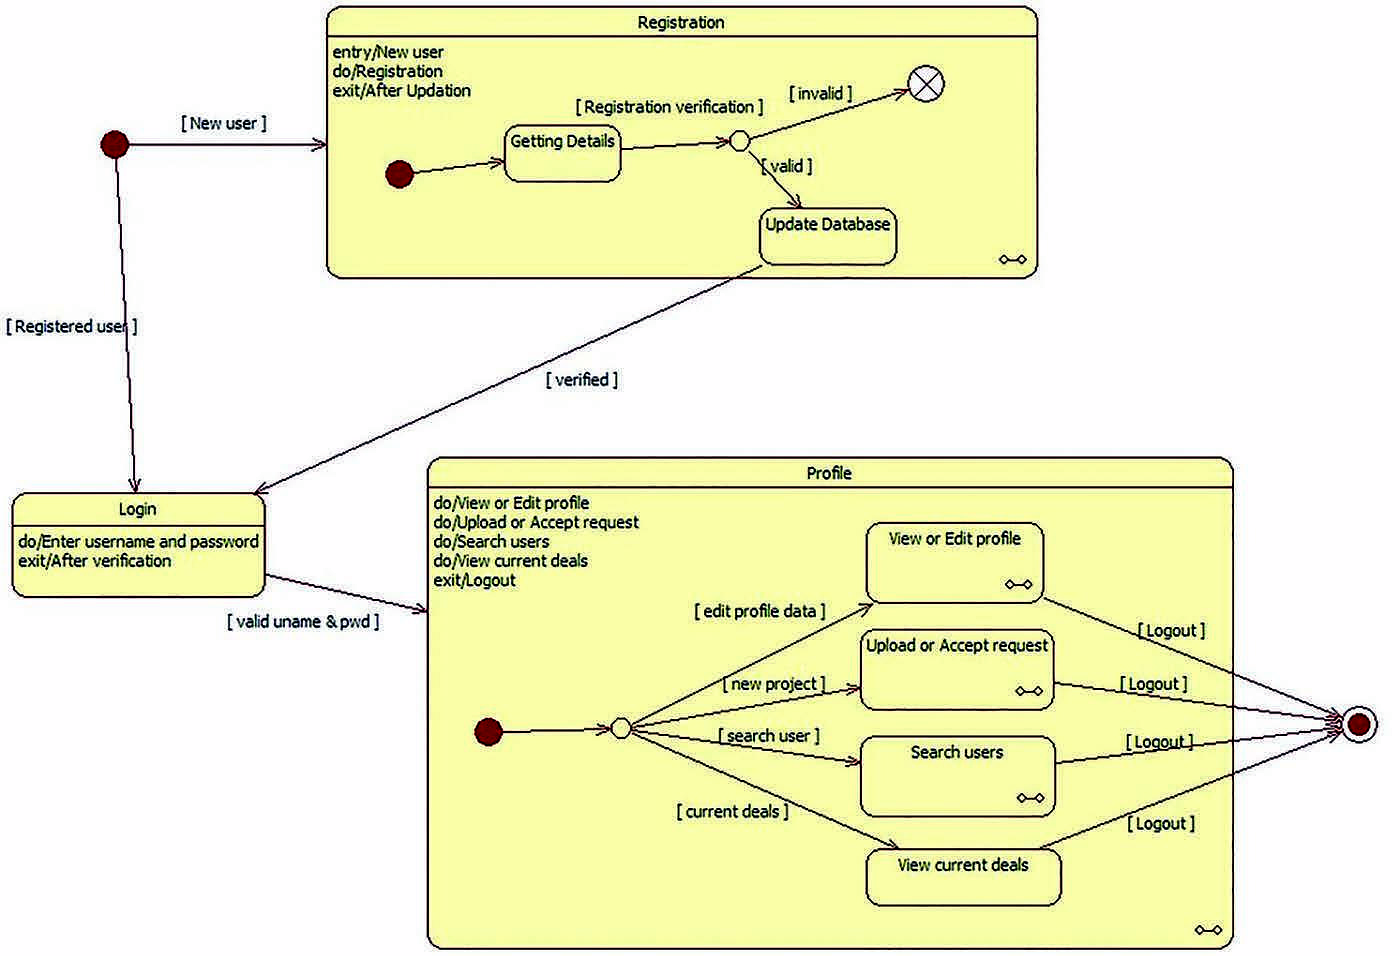 Registration
entry/New user
do/Registration
exit/After Updation
[ Registration verification ]
[ invalid ]
[ New user ]
Getting Details
[ valid ]
Update Database
[ Registered user ]
[ verified ]
Login
do/Enter username and password
exit/After verification
[ valid uname & pwd ]
Profile
do/View or Edit profile
do/Upload or Accept request
do/Search users
do/View current deals
exit/Logout
View or Edit profile
[ edit profile data ]
[ Logout ]
Upload or Accept request
[ new project ]
[ Logout ]
[ search user ]
Search users
[ Logout ]
[ current deals ]
[ Logout ]
View current deals